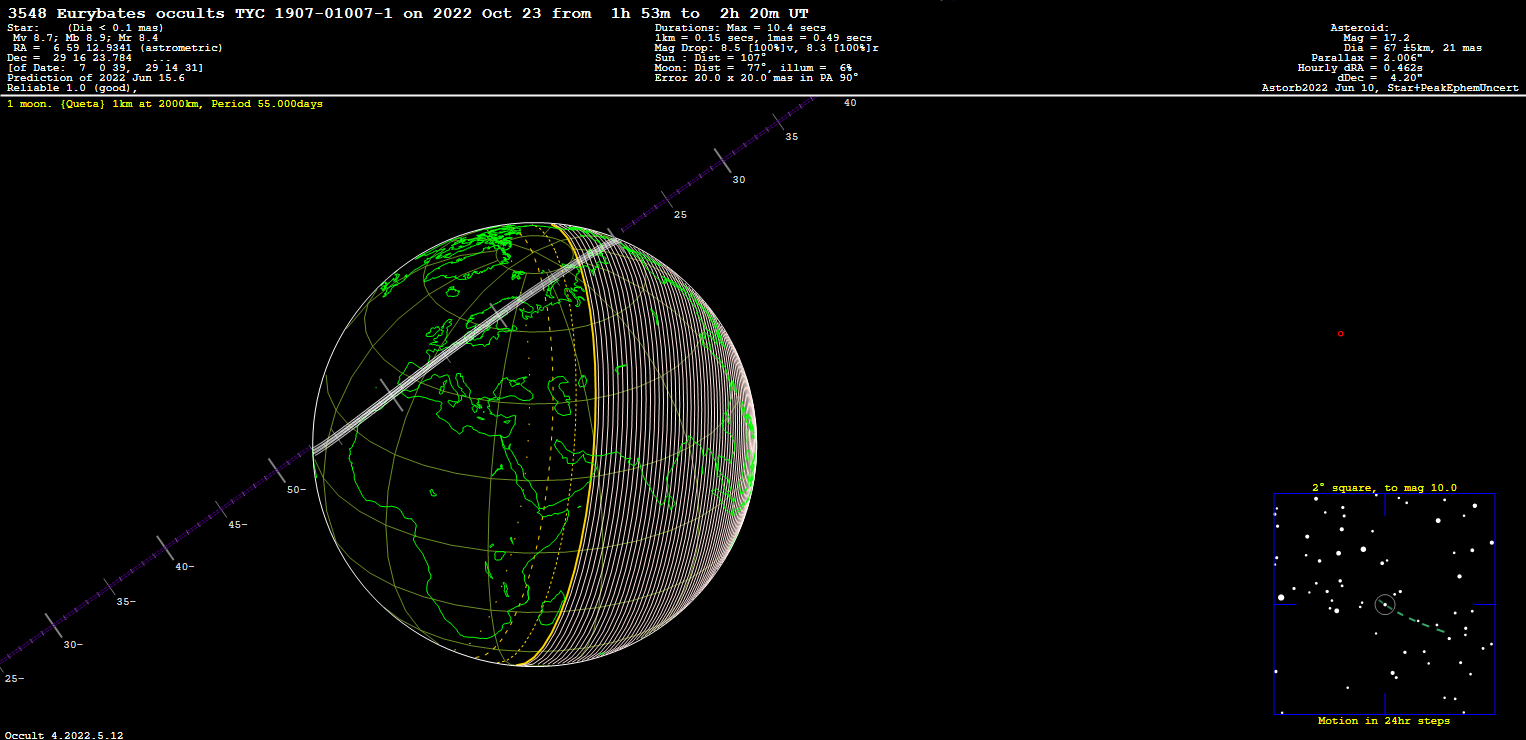 3548 Eurybates occults TYC 1907-01007-1 on 2022 Oct 23 from  1h 53m to  2h 20m UT
Star:    (Dia < 0.1 mas)
Mv 8.7; Mb 8.9; Mr 8.4
RA =  6 59 12.9341 (astrometric)
Dec =  29 16 23.784   ...
[of Date:  7  0 39,  29 14 31]
Prediction of 2022 Jun 15.6
Reliable 1.0 (good),
Durations: Max = 10.4 secs
1km = 0.15 secs, 1mas = 0.49 secs
Mag Drop: 8.5 [100%]v, 8.3 [100%]r
Sun : Dist = 107°
Moon: Dist =  77°, illum =  6%
Error 20.0 x 20.0 mas in PA 90°
Asteroid:
Mag = 17.2
Dia = 67 ±5km, 21 mas
Parallax = 2.006"
Hourly dRA = 0.462s
dDec =  4.20"
Astorb2022 Jun 10, Star+PeakEphemUncert
1 moon. {Queta} 1km at 2000km, Period 55.000days
40
35
30
25
50-
45-
40-
35-
30-
25-
2° square, to mag 10.0
Motion in 24hr steps
Occult 4.2022.5.12